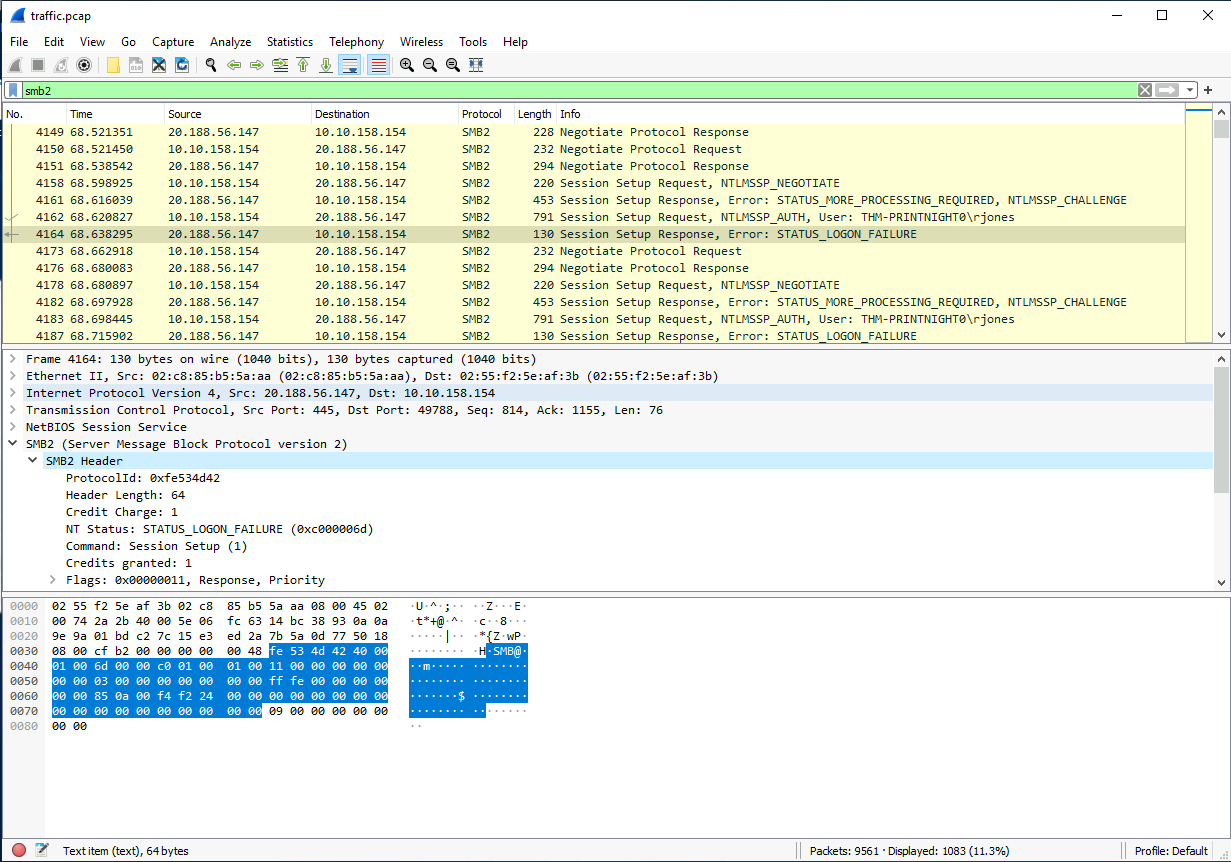 traffic.pcap
File Edit View Go Capture Analyze Statistics Telephony Wireless Tools Help
smb2
No. Time Source Destination Protocol Length Info
4149 68.521351 20.188.56.147 10.10.158.154 SMB2 228 Negotiate Protocol Response
4150 68.521450 10.10.158.154 20.188.56.147 SMB2 232 Negotiate Protocol Request
4151 68.538542 20.188.56.147 10.10.158.154 SMB2 294 Negotiate Protocol Response
4158 68.598925 10.10.158.154 20.188.56.147 SMB2 220 Session Setup Request, NTLMSSP_NEGOTIATE
4161 68.616039 20.188.56.147 10.10.158.154 SMB2 453 Session Setup Response, Error: STATUS_MORE_PROCESSING_REQUIRED, NTLMSSP_CHALLENGE
4162 68.620827 10.10.158.154 20.188.56.147 SMB2 791 Session Setup Request, NTLMSSP_AUTH, User: THM-PRINTNIGHT0\rjones
4164 68.638295 20.188.56.147 10.10.158.154 SMB2 130 Session Setup Response, Error: STATUS_LOGON_FAILURE
4173 68.662918 10.10.158.154 20.188.56.147 SMB2 232 Negotiate Protocol Request
4176 68.680083 20.188.56.147 10.10.158.154 SMB2 294 Negotiate Protocol Response
4178 68.680897 10.10.158.154 20.188.56.147 SMB2 220 Session Setup Request, NTLMSSP_NEGOTIATE
4182 68.697928 20.188.56.147 10.10.158.154 SMB2 453 Session Setup Response, Error: STATUS_MORE_PROCESSING_REQUIRED, NTLMSSP_CHALLENGE
4183 68.698445 10.10.158.154 20.188.56.147 SMB2 791 Session Setup Request, NTLMSSP_AUTH, User: THM-PRINTNIGHT0\rjones
4187 68.715902 20.188.56.147 10.10.158.154 SMB2 130 Session Setup Response, Error: STATUS_LOGON_FAILURE
Frame 4164: 130 bytes on wire (1040 bits), 130 bytes captured (1040 bits)
Ethernet II, Src: 02:c8:85:b5:5a:aa (02:c8:85:b5:5a:aa), Dst: 02:55:f2:5e:af:3b (02:55:f2:5e:af:3b)
Internet Protocol Version 4, Src: 20.188.56.147, Dst: 10.10.158.154
Transmission Control Protocol, Src Port: 445, Dst Port: 49788, Seq: 814, Ack: 1155, Len: 76
NetBIOS Session Service
SMB2 (Server Message Block Protocol version 2)
SMB2 Header
ProtocolId: 0xfe534d42
Header Length: 64
Credit Charge: 1
NT Status: STATUS_LOGON_FAILURE (0xc000006d)
Command: Session Setup (1)
Credits granted: 1
Flags: 0x00000011, Response, Priority
0000 02 55 f2 5e af 3b 02 c8 85 b5 5a aa 08 00 45 02 ·U·^·;·· ··Z···E·
0010 00 74 2a 2b 40 00 5e 06 fc 63 14 bc 38 93 0a 0a ·t*+@·^· ·c··8···
0020 9e 9a 01 bd c2 7c 15 e3 ed 2a 7b 5a 0d 77 50 18 ·····|·· ·*{Z·wP·
0030 08 00 cf b2 00 00 00 00 00 48 fe 53 4d 42 40 00 ········ ·H·SMB@·
0040 01 00 6d 00 00 c0 01 00 01 00 11 00 00 00 00 00 ··m····· ········
0050 00 00 03 00 00 00 00 00 00 00 ff fe 00 00 00 00 ········ ········
0060 00 00 85 0a 00 f4 f2 24 00 00 00 00 00 00 00 00 ·······$ ········
0070 00 00 00 00 00 00 00 00 00 00 09 00 00 00 00 00 ········ ········
0080 00 00 ··
Text item (text), 64 bytes Packets: 9561 · Displayed: 1083 (11.3%) Profile: Default